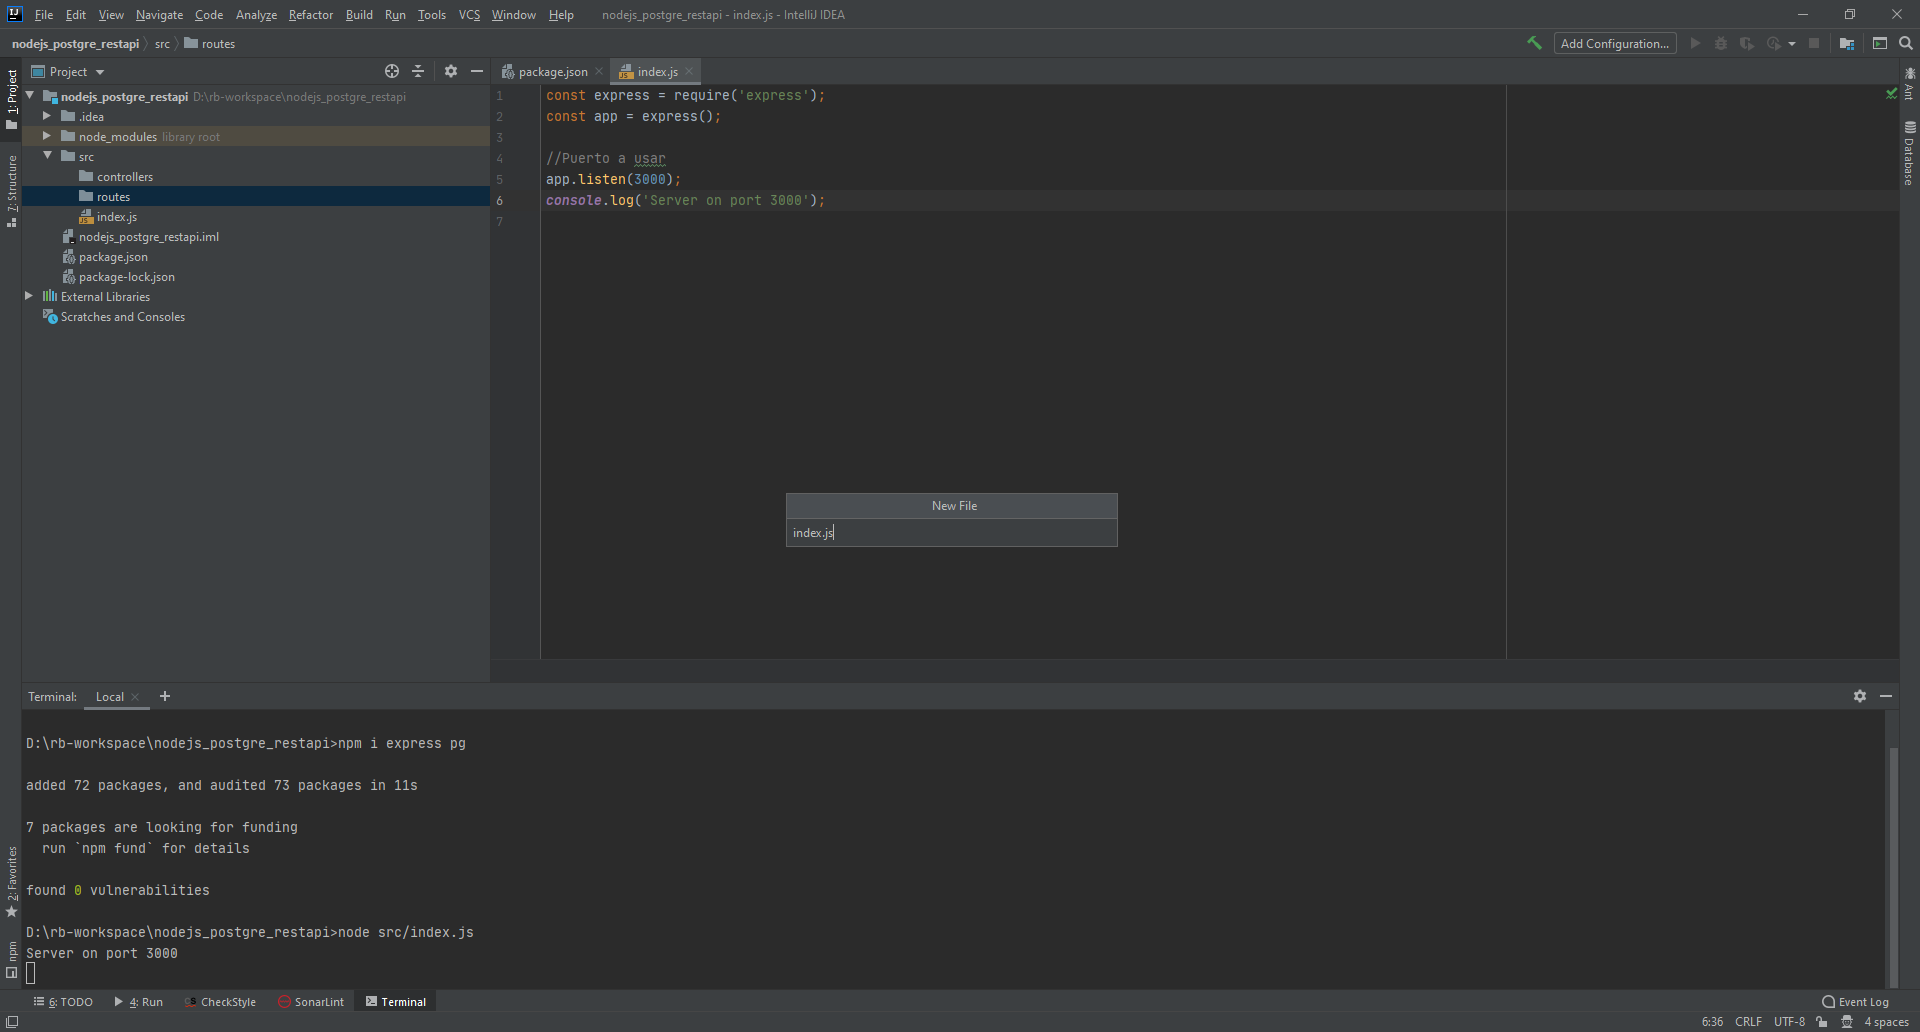 File Edit View Navigate Code Analyze Refactor Build Run Tools VCS Window Help nodejs_postgre_restapi - index.js - IntelliJ IDEA
nodejs_postgre_restapi src routes Add Configuration...
Project package.json index.js
1: Project
7: Structure
2: Favorites
npm
Ant
Database
nodejs_postgre_restapi D:\rb-workspace\nodejs_postgre_restapi
.idea
node_modules library root
src
controllers
routes
index.js
nodejs_postgre_restapi.iml
package.json
package-lock.json
External Libraries
Scratches and Consoles
1 const express = require('express');
2 const app = express();
3
4 //Puerto a usar
5 app.listen(3000);
6 console.log('Server on port 3000');
7
New File
index.js
Terminal: Local
D:\rb-workspace\nodejs_postgre_restapi>npm i express pg
added 72 packages, and audited 73 packages in 11s
7 packages are looking for funding
run `npm fund` for details
found 0 vulnerabilities
D:\rb-workspace\nodejs_postgre_restapi>node src/index.js
Server on port 3000
6: TODO 4: Run CheckStyle SonarLint Terminal Event Log
6:36 CRLF UTF-8 4 spaces